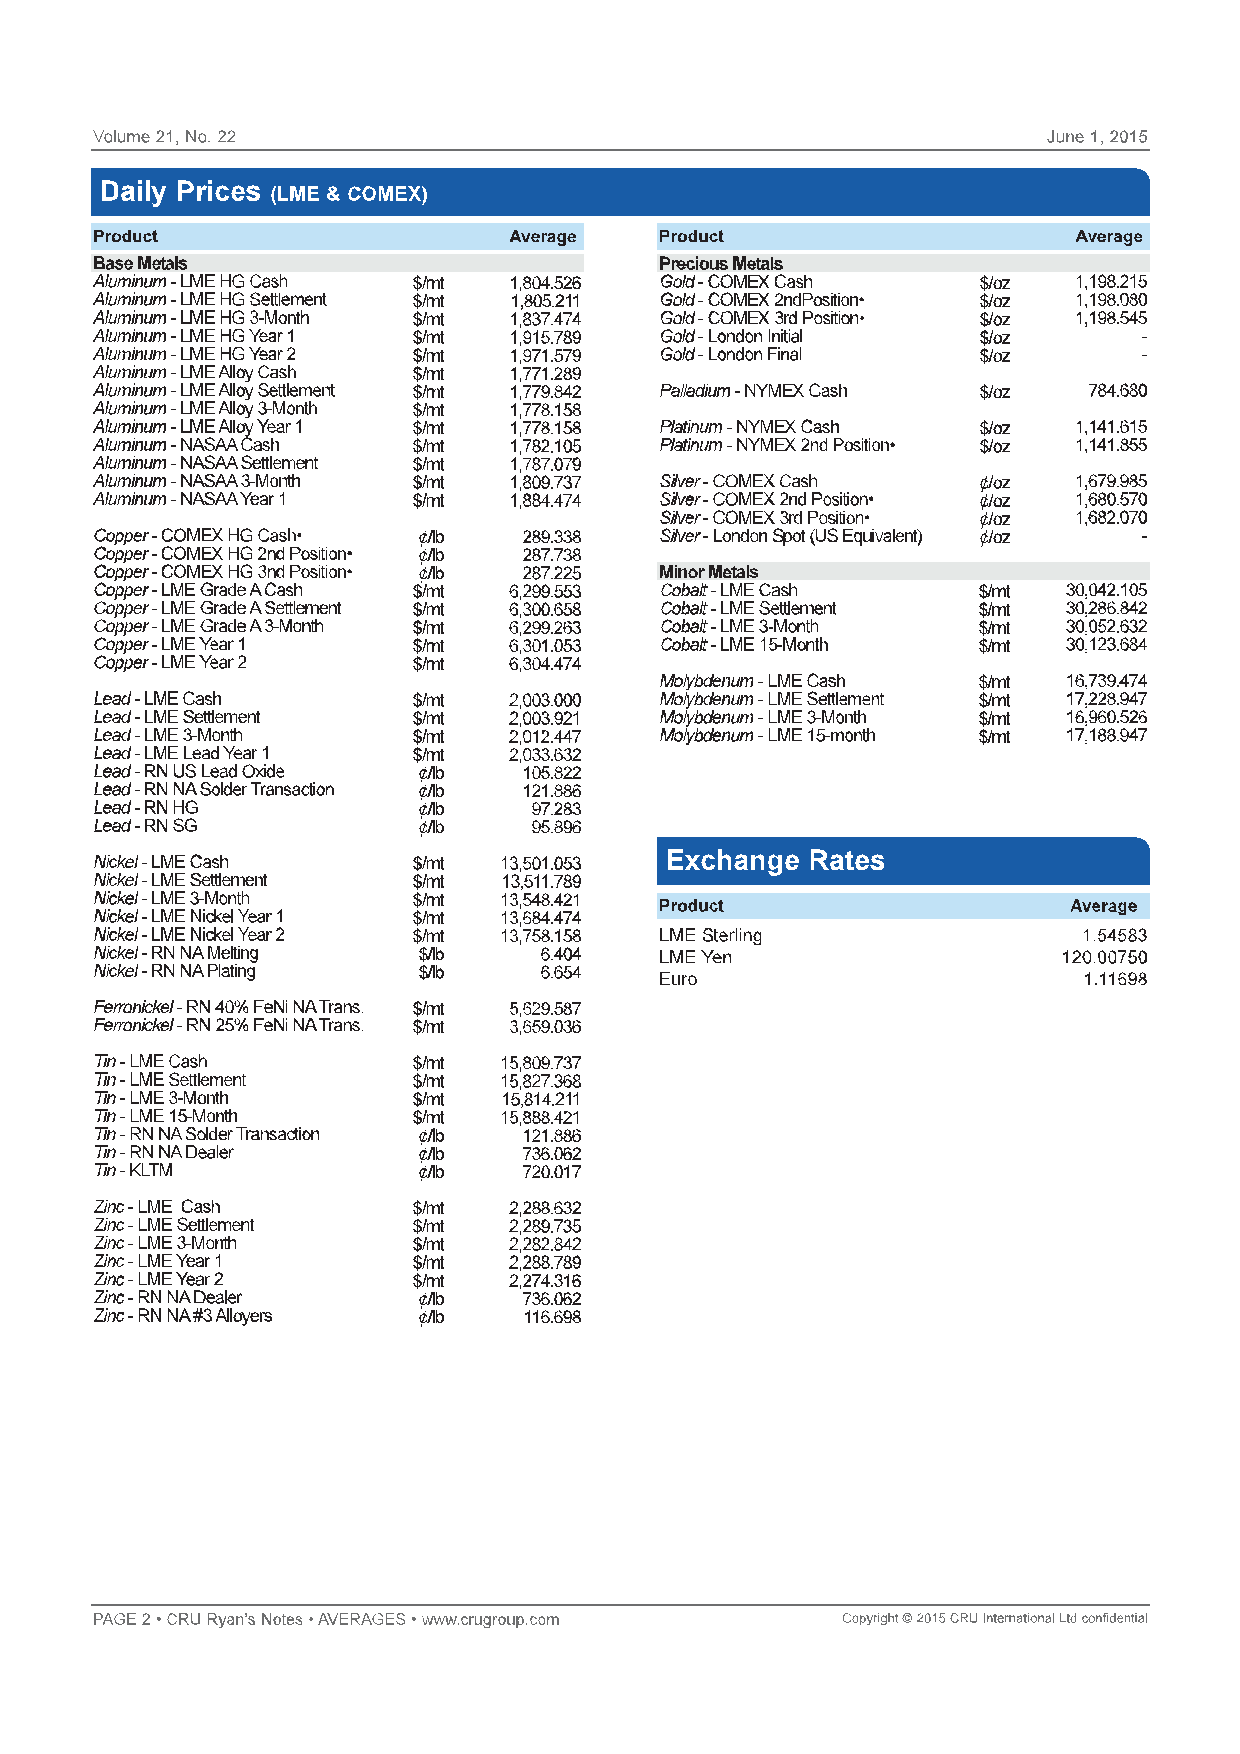 Volume 21, No. 22 June 1, 2015
Daily Prices (LME & COMEX)
Product Average
Base Metals
Aluminum - LME HG Cash $/mt 1,804.526
Aluminum - LME HG Settlement $/mt 1,805.211
Aluminum - LME HG 3-Month $/mt 1,837.474
Aluminum - LME HG Year 1 $/mt 1,915.789
Aluminum - LME HG Year 2 $/mt 1,971.579
Aluminum - LME Alloy Cash $/mt 1,771.289
Aluminum - LME Alloy Settlement $/mt 1,779.842
Aluminum - LME Alloy 3-Month $/mt 1,778.158
Aluminum - LME Alloy Year 1 $/mt 1,778.158
Aluminum - NASAA Cash $/mt 1,782.105
Aluminum - NASAA Settlement $/mt 1,787.079
Aluminum - NASAA 3-Month $/mt 1,809.737
Aluminum - NASAA Year 1 $/mt 1,884.474
Copper - COMEX HG Cash• ¢/lb 289.338
Copper - COMEX HG 2nd Position• ¢/lb 287.738
Copper - COMEX HG 3nd Position• ¢/lb 287.225
Copper - LME Grade A Cash $/mt 6,299.553
Copper - LME Grade A Settlement $/mt 6,300.658
Copper - LME Grade A 3-Month $/mt 6,299.263
Copper - LME Year 1 $/mt 6,301.053
Copper - LME Year 2 $/mt 6,304.474
Lead - LME Cash $/mt 2,003.000
Lead - LME Settlement $/mt 2,003.921
Lead - LME 3-Month $/mt 2,012.447
Lead - LME Lead Year 1 $/mt 2,033.632
Lead - RN US Lead Oxide ¢/lb 105.822
Lead - RN NA Solder Transaction ¢/lb 121.886
Lead - RN HG ¢/lb 97.283
Lead - RN SG ¢/lb 95.896
Nickel - LME Cash $/mt 13,501.053
Nickel - LME Settlement $/mt 13,511.789
Nickel - LME 3-Month $/mt 13,548.421
Nickel - LME Nickel Year 1 $/mt 13,684.474
Nickel - LME Nickel Year 2 $/mt 13,758.158
Nickel - RN NA Melting $/lb 6.404
Nickel - RN NA Plating $/lb 6.654
Ferronickel - RN 40% FeNi NA Trans. $/mt 5,629.587
Ferronickel - RN 25% FeNi NA Trans. $/mt 3,659.036
Tin - LME Cash $/mt 15,809.737
Tin - LME Settlement $/mt 15,827.368
Tin - LME 3-Month $/mt 15,814.211
Tin - LME 15-Month $/mt 15,888.421
Tin - RN NA Solder Transaction ¢/lb 121.886
Tin - RN NA Dealer ¢/lb 736.062
Tin - KLTM ¢/lb 720.017
Zinc - LME Cash $/mt 2,288.632
Zinc - LME Settlement $/mt 2,289.735
Zinc - LME 3-Month $/mt 2,282.842
Zinc - LME Year 1 $/mt 2,288.789
Zinc - LME Year 2 $/mt 2,274.316
Zinc - RN NA Dealer ¢/lb 736.062
Zinc - RN NA #3 Alloyers ¢/lb 116.698
Product Average
Precious Metals
Gold - COMEX Cash $/oz 1,198.215
Gold - COMEX 2ndPosition• $/oz 1,198.080
Gold - COMEX 3rd Position• $/oz 1,198.545
Gold - London Initial $/oz -
Gold - London Final $/oz -
Palladium - NYMEX Cash $/oz 784.680
Platinum - NYMEX Cash $/oz 1,141.615
Platinum - NYMEX 2nd Position• $/oz 1,141.855
Silver - COMEX Cash ¢/oz 1,679.985
Silver - COMEX 2nd Position• ¢/oz 1,680.570
Silver - COMEX 3rd Position• ¢/oz 1,682.070
Silver - London Spot (US Equivalent) ¢/oz -
Minor Metals
Cobalt - LME Cash $/mt 30,042.105
Cobalt - LME Settlement $/mt 30,286.842
Cobalt - LME 3-Month $/mt 30,052.632
Cobalt - LME 15-Month $/mt 30,123.684
Molybdenum - LME Cash $/mt 16,739.474
Molybdenum - LME Settlement $/mt 17,228.947
Molybdenum - LME 3-Month $/mt 16,960.526
Molybdenum - LME 15-month $/mt 17,188.947
Exchange Rates
Product Average
LME Sterling 1.54583
LME Yen 120.00750
Euro 1.11698
PAGE 2 • CRU Ryan's Notes • AVERAGES • www.crugroup.com Copyright © 2015 CRU International Ltd confidential